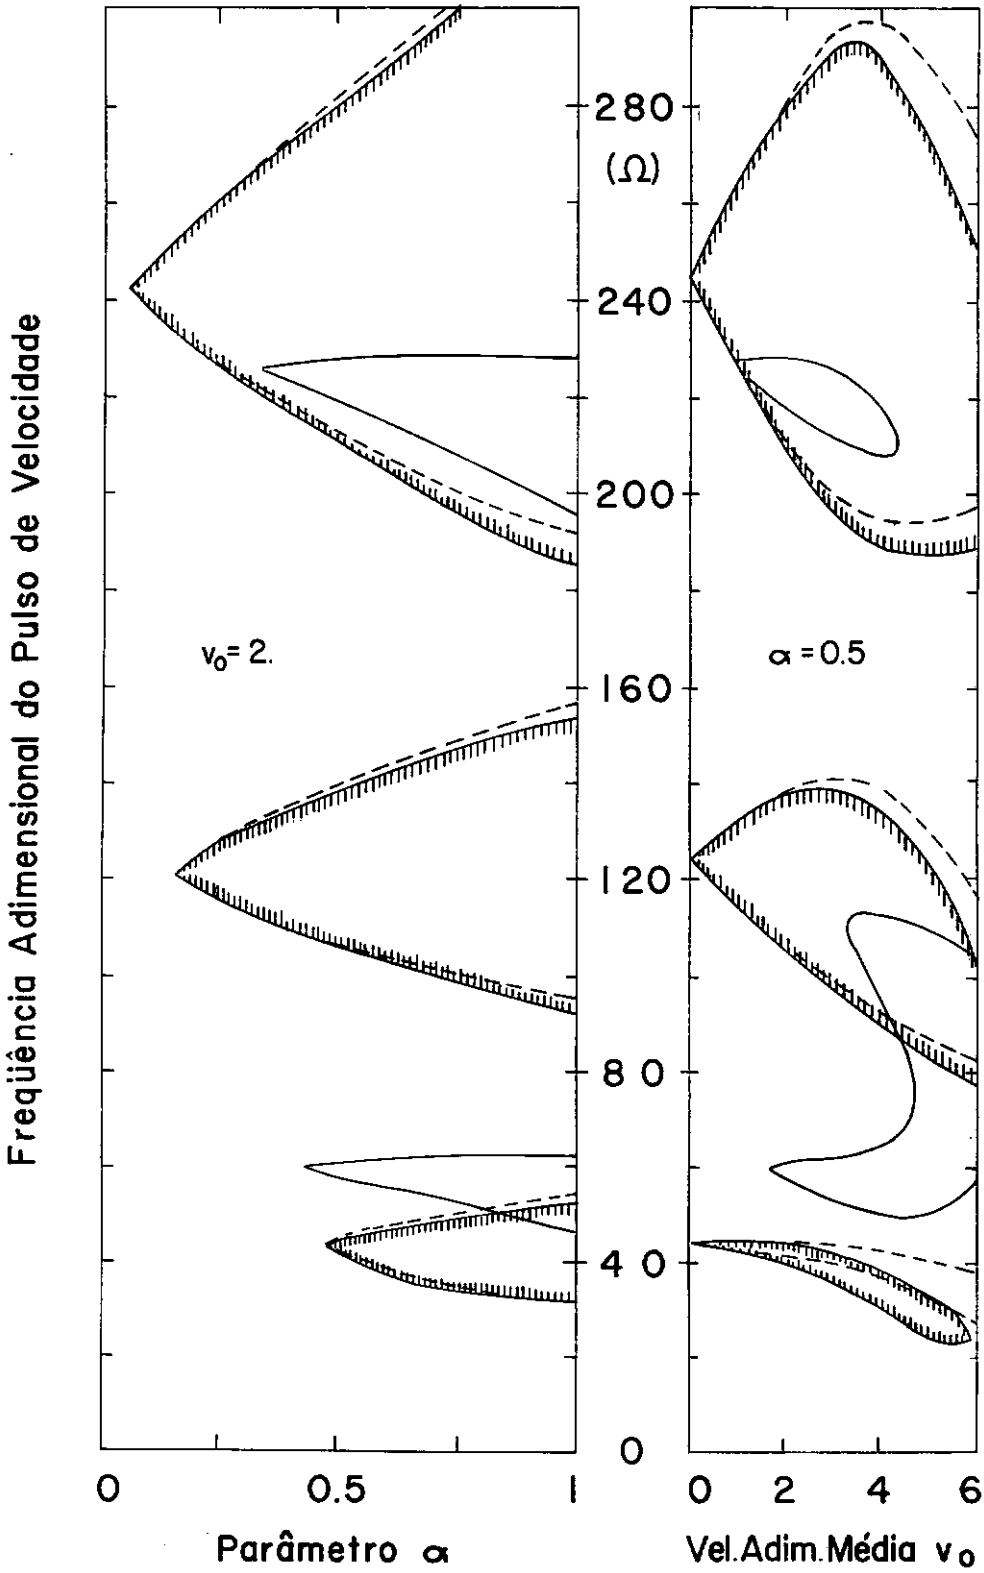 Freqüência Adimensional do Pulso de Velocidade
280
(Ω)
240
200
160
120
80
40
0
v₀= 2.
α = 0.5
0 0.5 1
0 2 4 6
Parâmetro α
Vel.Adim.Média v₀